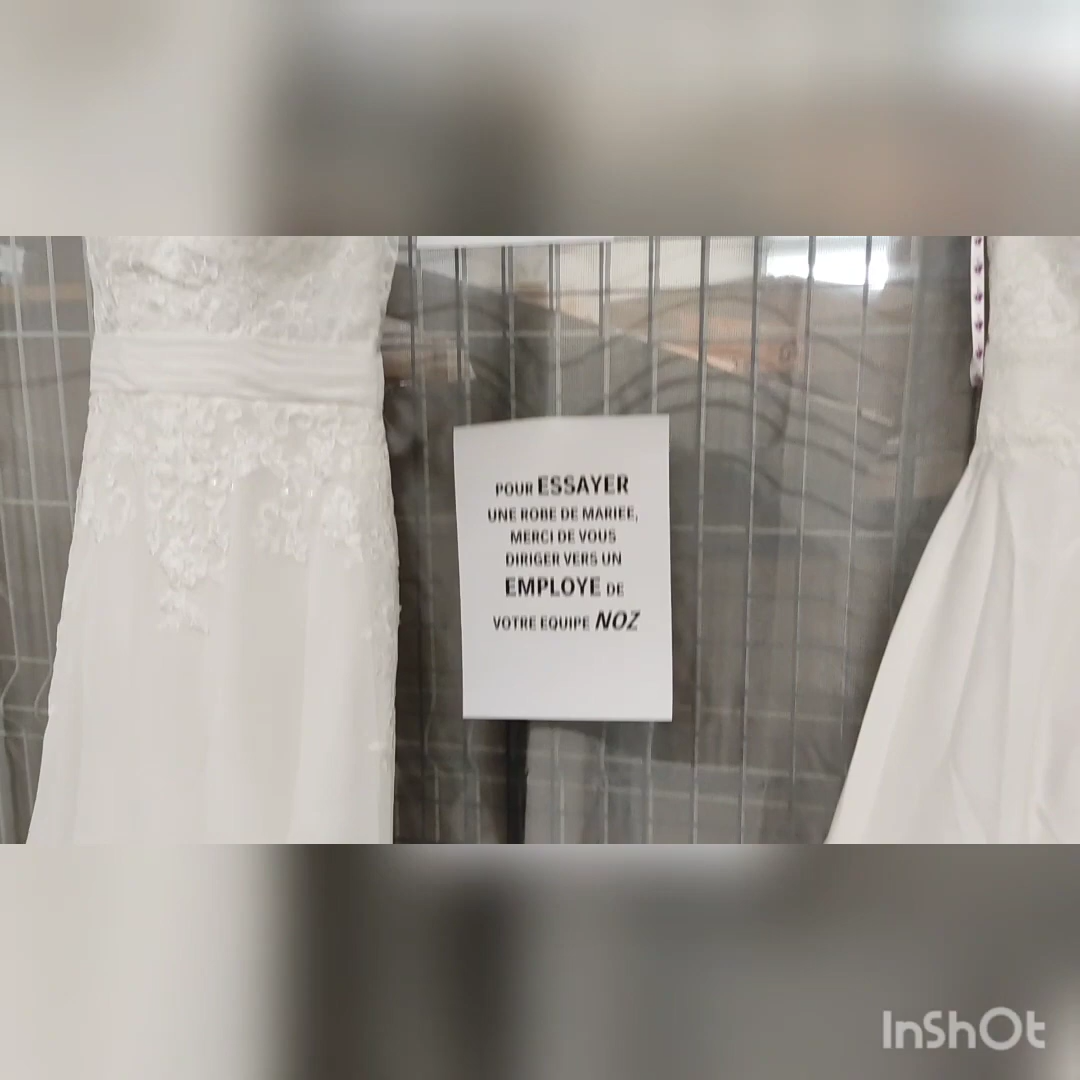 POUR ESSAYER
UNE ROBE DE MARIEE,
MERCI DE VOUS
DIRIGER VERS UN
EMPLOYE DE
VOTRE EQUIPE NOZ
InShOt